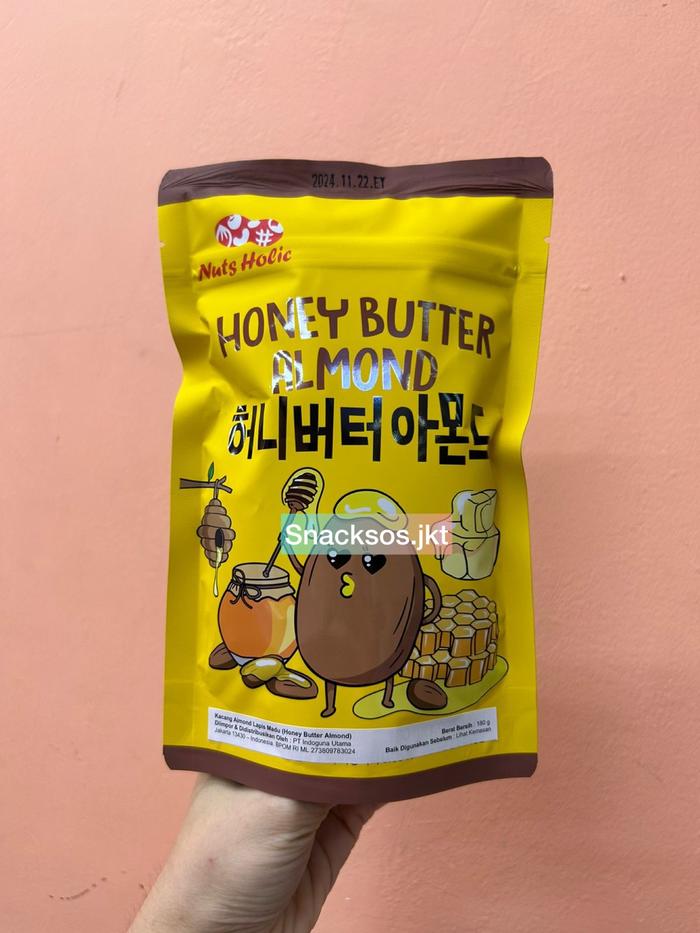 2024.11.22.EY
Nuts Holic
HONEY BUTTER
ALMOND
허니버터아몬드
Snacksos.jkt
Kacang Almond Lapis Madu (Honey Butter Almond)
Diimpor & Didistribusikan Oleh : PT Indoguna Utama
Jakarta 13430 – Indonesia. BPOM RI ML 273809783024
Berat Bersih : 180 g
Baik Digunakan Sebelum : Lihat Kemasan